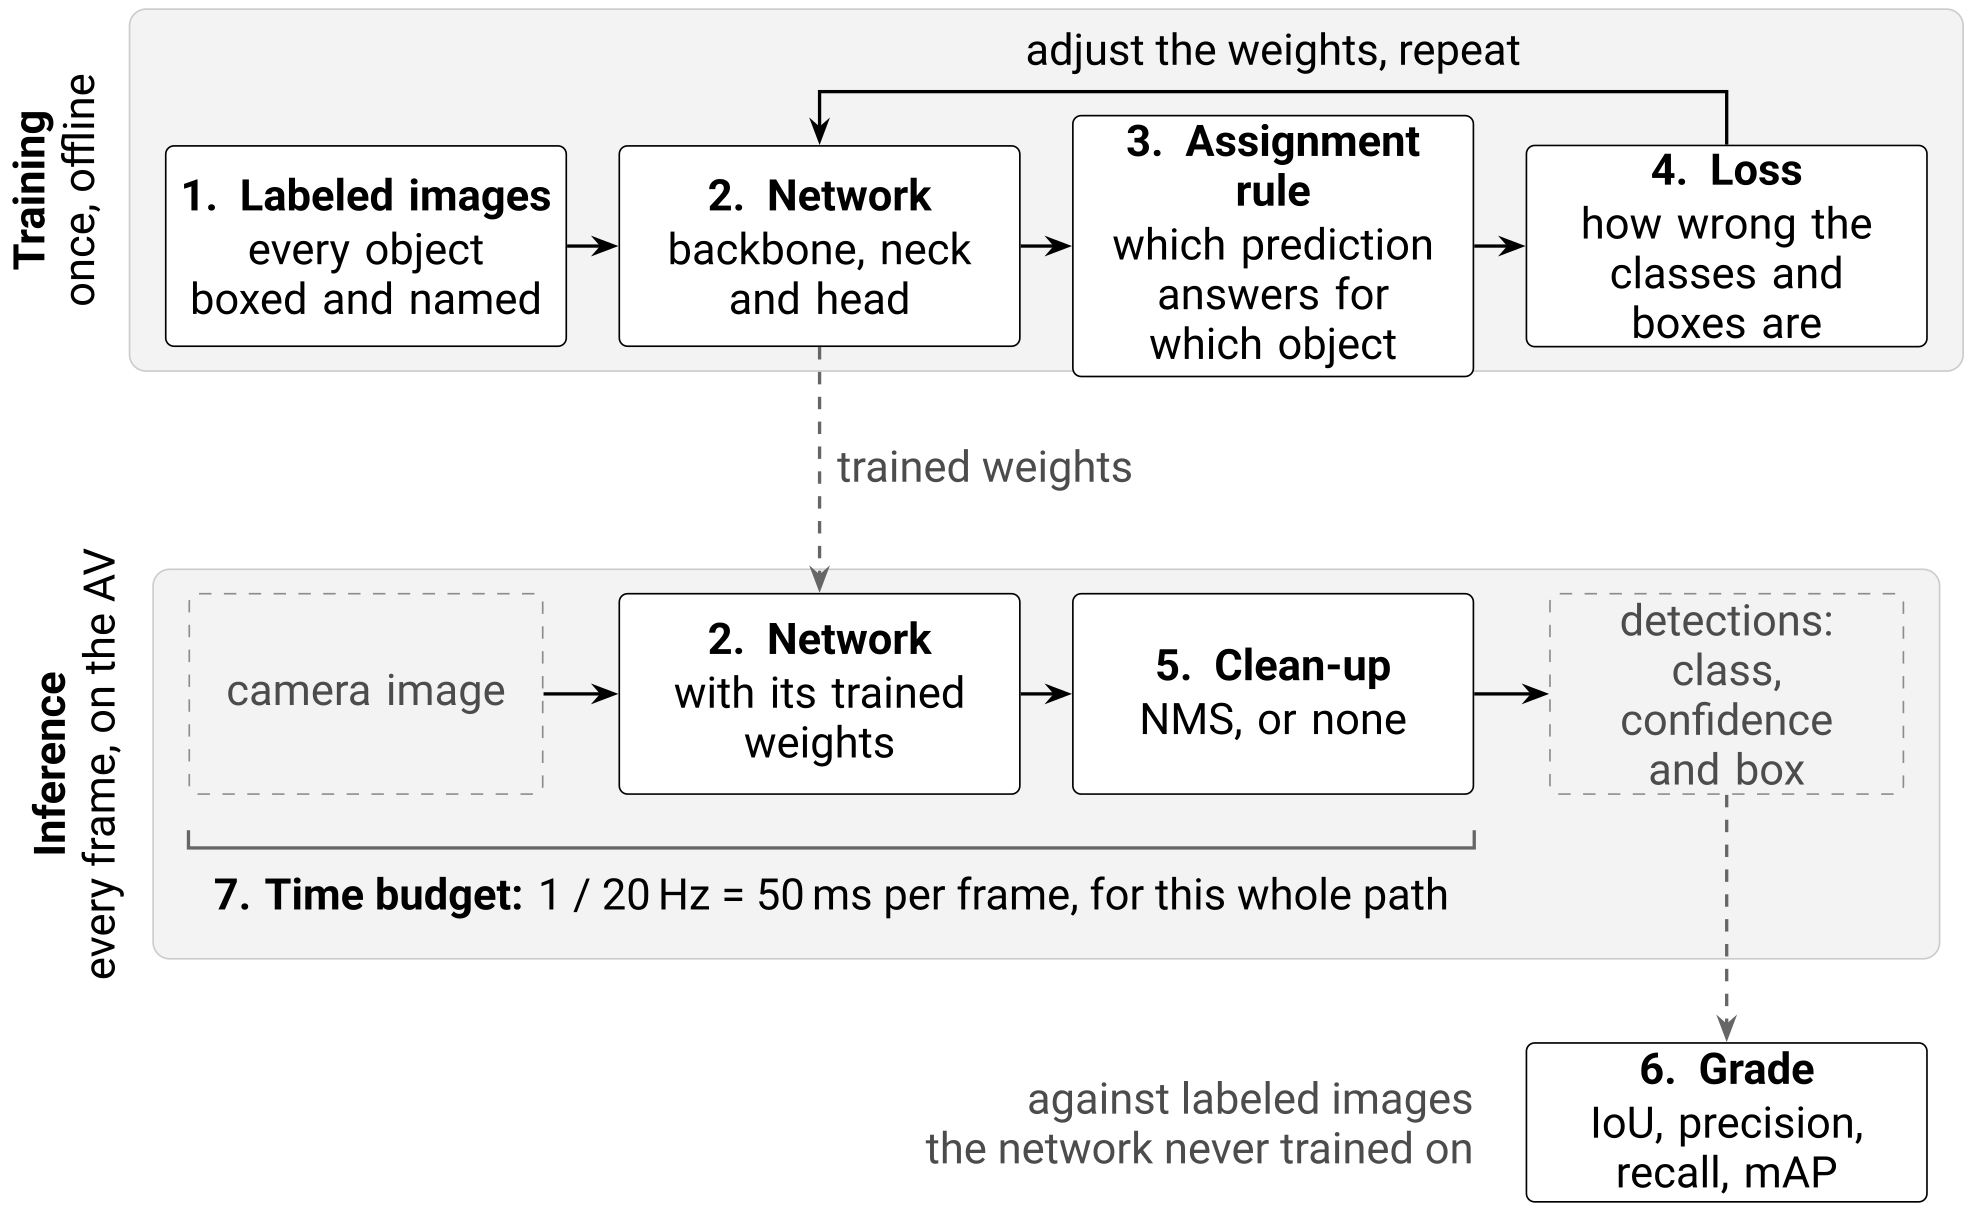 Training
once, offline
adjust the weights, repeat
1. Labeled images
every object
boxed and named
2. Network
backbone, neck
and head
3. Assignment
rule
which prediction
answers for
which object
4. Loss
how wrong the
classes and
boxes are
trained weights
Inference
every frame, on the AV
camera image
2. Network
with its trained
weights
5. Clean-up
NMS, or none
detections:
class,
confidence
and box
7. Time budget: 1 / 20 Hz = 50 ms per frame, for this whole path
against labeled images
the network never trained on
6. Grade
IoU, precision,
recall, mAP